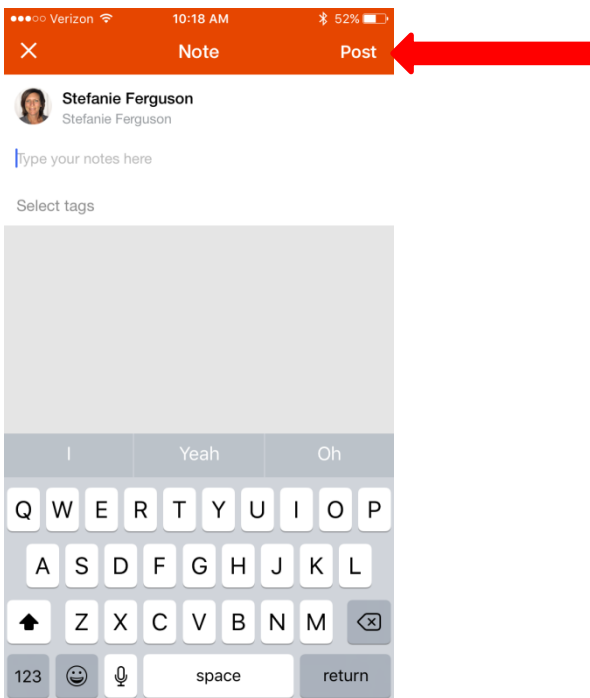 Verizon 10:18 AM 52%
Note Post
Stefanie Ferguson
Stefanie Ferguson
Type your notes here
Select tags
I Yeah Oh
Q W E R T Y U I O P
A S D F G H J K L
Z X C V B N M
123 space return